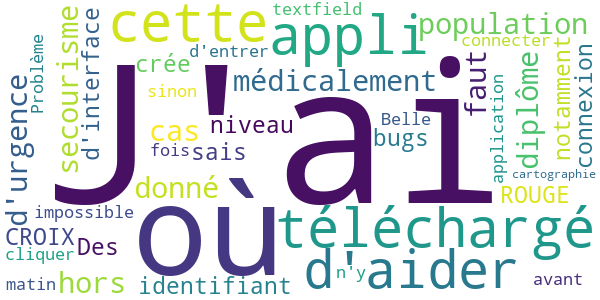 textfield
cette
population
d'entrer
appli
connecter
secourisme
d'interface
Problème
crée
médicalement
faut
diplôme
notamment
connexion
sinon
J'ai
d'urgence
cas
niveau
Belle
bugs
application
fois
sais
cartographie
donné
ROUGE
où
téléchargé
impossible
CROIX
Des
cliquer
d'aider
n'y
matin
hors
identifiant
avant